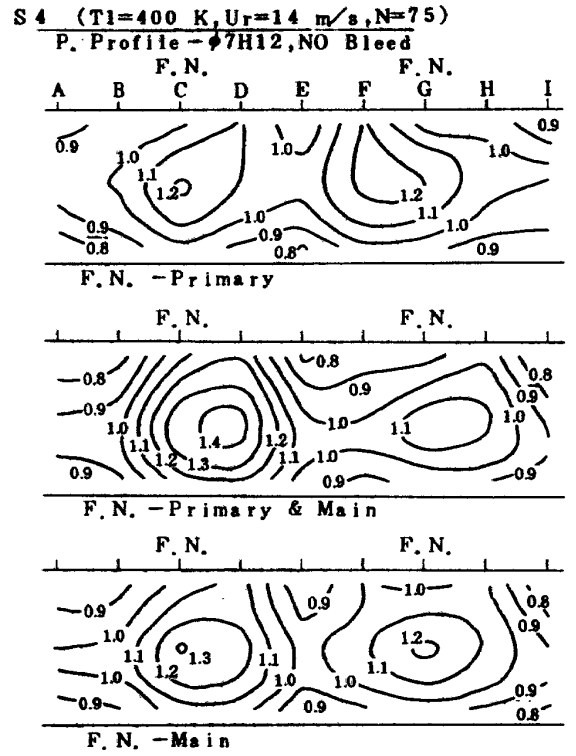 S4 (T1=400 K,Ur=14 m/s,N=75)
P. Profile-φ7H12,NO Bleed
F.N. F.N.
A B C D E F G H I
0.9 1.0 1.0 1.0 0.9
1.1
1.2 1.2
1.0 1.1
0.9 0.9 1.0
0.8 0.8 0.9
F.N. -Primary
F.N. F.N.
0.8 0.8 0.8
0.9 0.9 0.9
1.0 1.0 1.0
1.1 1.4 1.2 1.1
0.9 1.2 1.3 1.1 1.0 0.9 0.9
F.N. -Primary & Main
F.N. F.N.
0.9 0.9 1.0 0.8
0.9
1.0 1.2
1.1 1.3 1.1 1.1
1.2 1.0 1.0
0.9 0.9 0.9
0.8
F.N. -Main